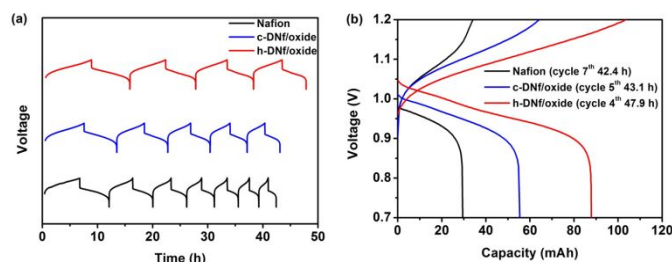 (a)
Nafion
c-DNf/oxide
h-DNf/oxide
Voltage
0 10 20 30 40 50
Time (h)
(b)
1.2
1.1
1.0
0.9
0.8
0.7
Voltage (V)
Nafion (cycle 7th 42.4 h)
c-DNf/oxide (cycle 5th 43.1 h)
h-DNf/oxide (cycle 4th 47.9 h)
0 20 40 60 80 100 120
Capacity (mAh)